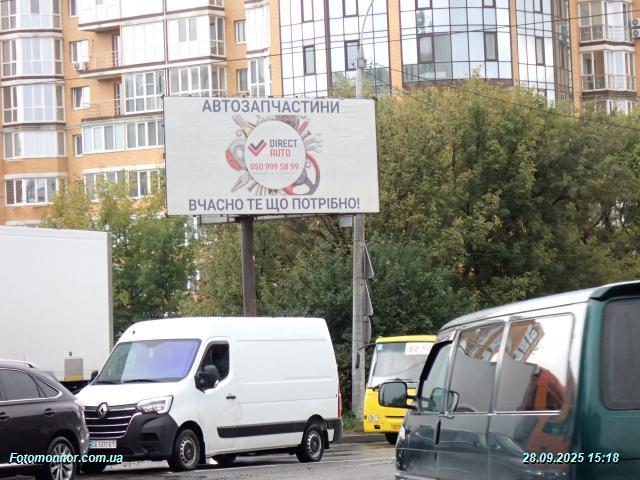 АВТОЗАПЧАСТИНИ
DIRECT
AUTO
050 999 58 99
ВЧАСНО ТЕ ЩО ПОТРІБНО!
Fotomonitor.com.ua
28.09.2025 15:18